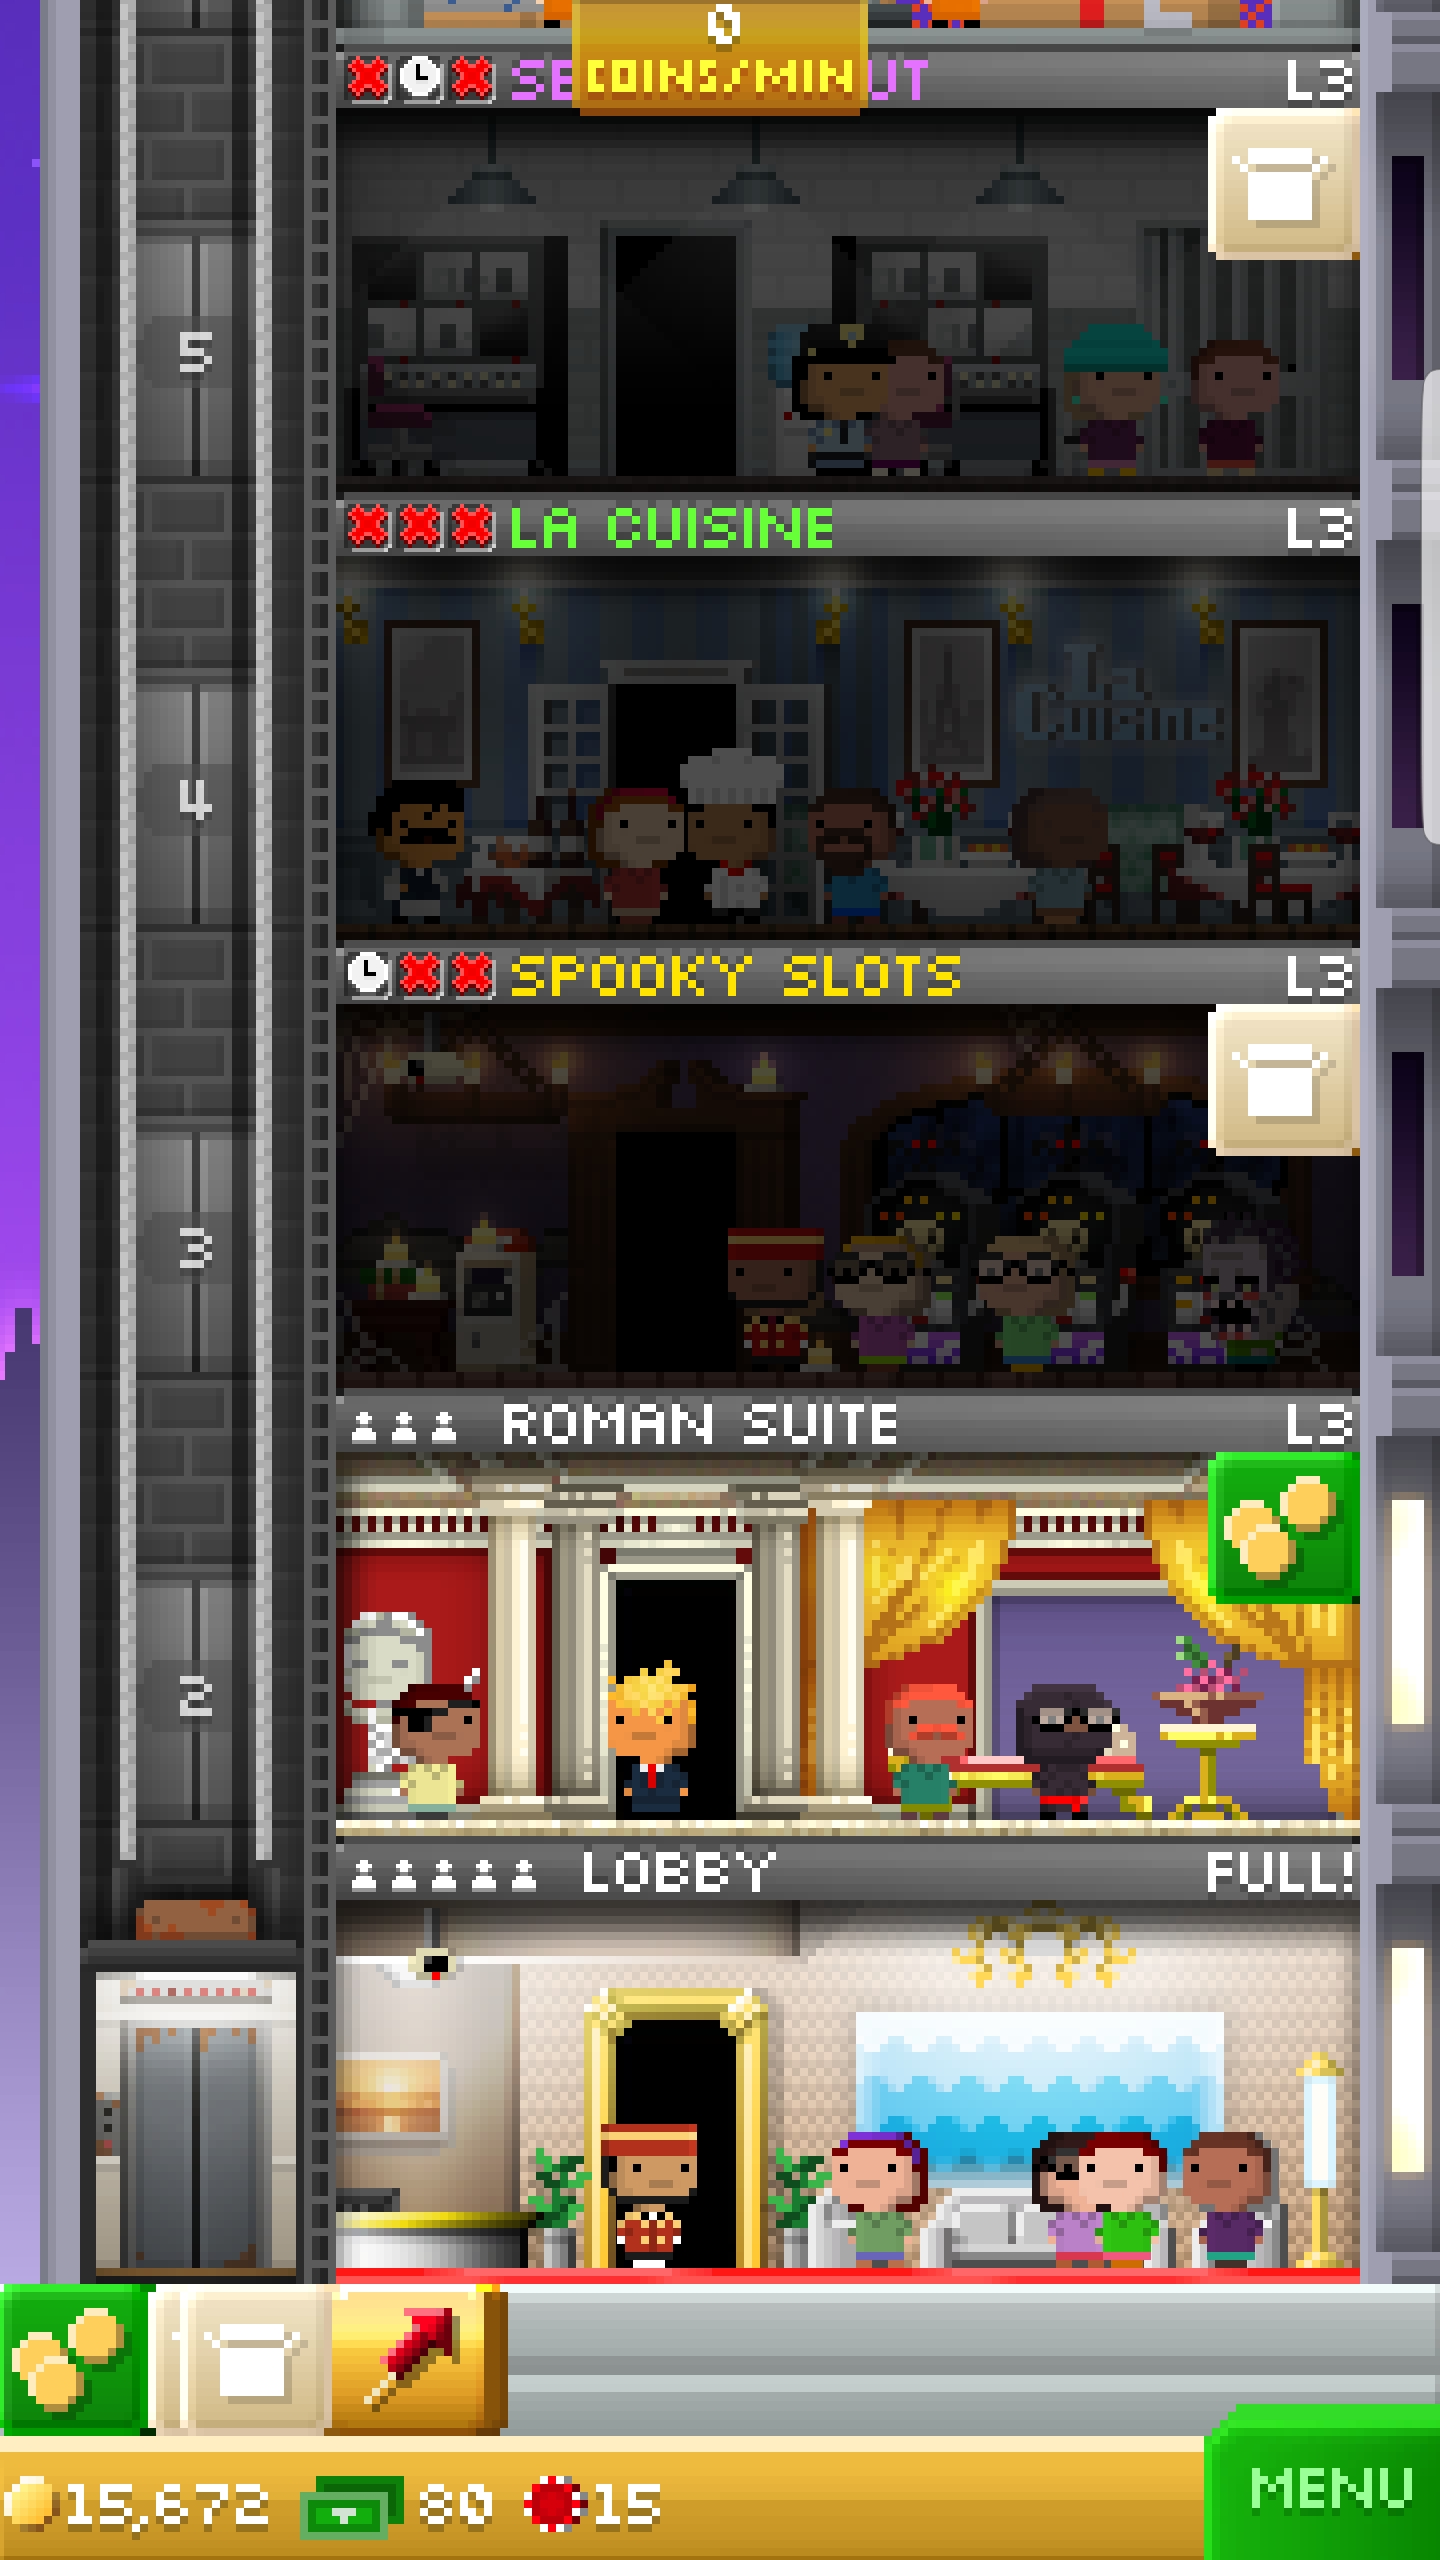 0
COINS/MIN
SE UT L3
5
LA CUISINE L3
La
Cuisine
4
SPOOKY SLOTS L3
3
ROMAN SUITE L3
2
LOBBY FULL!
15,672 80 15
MENU